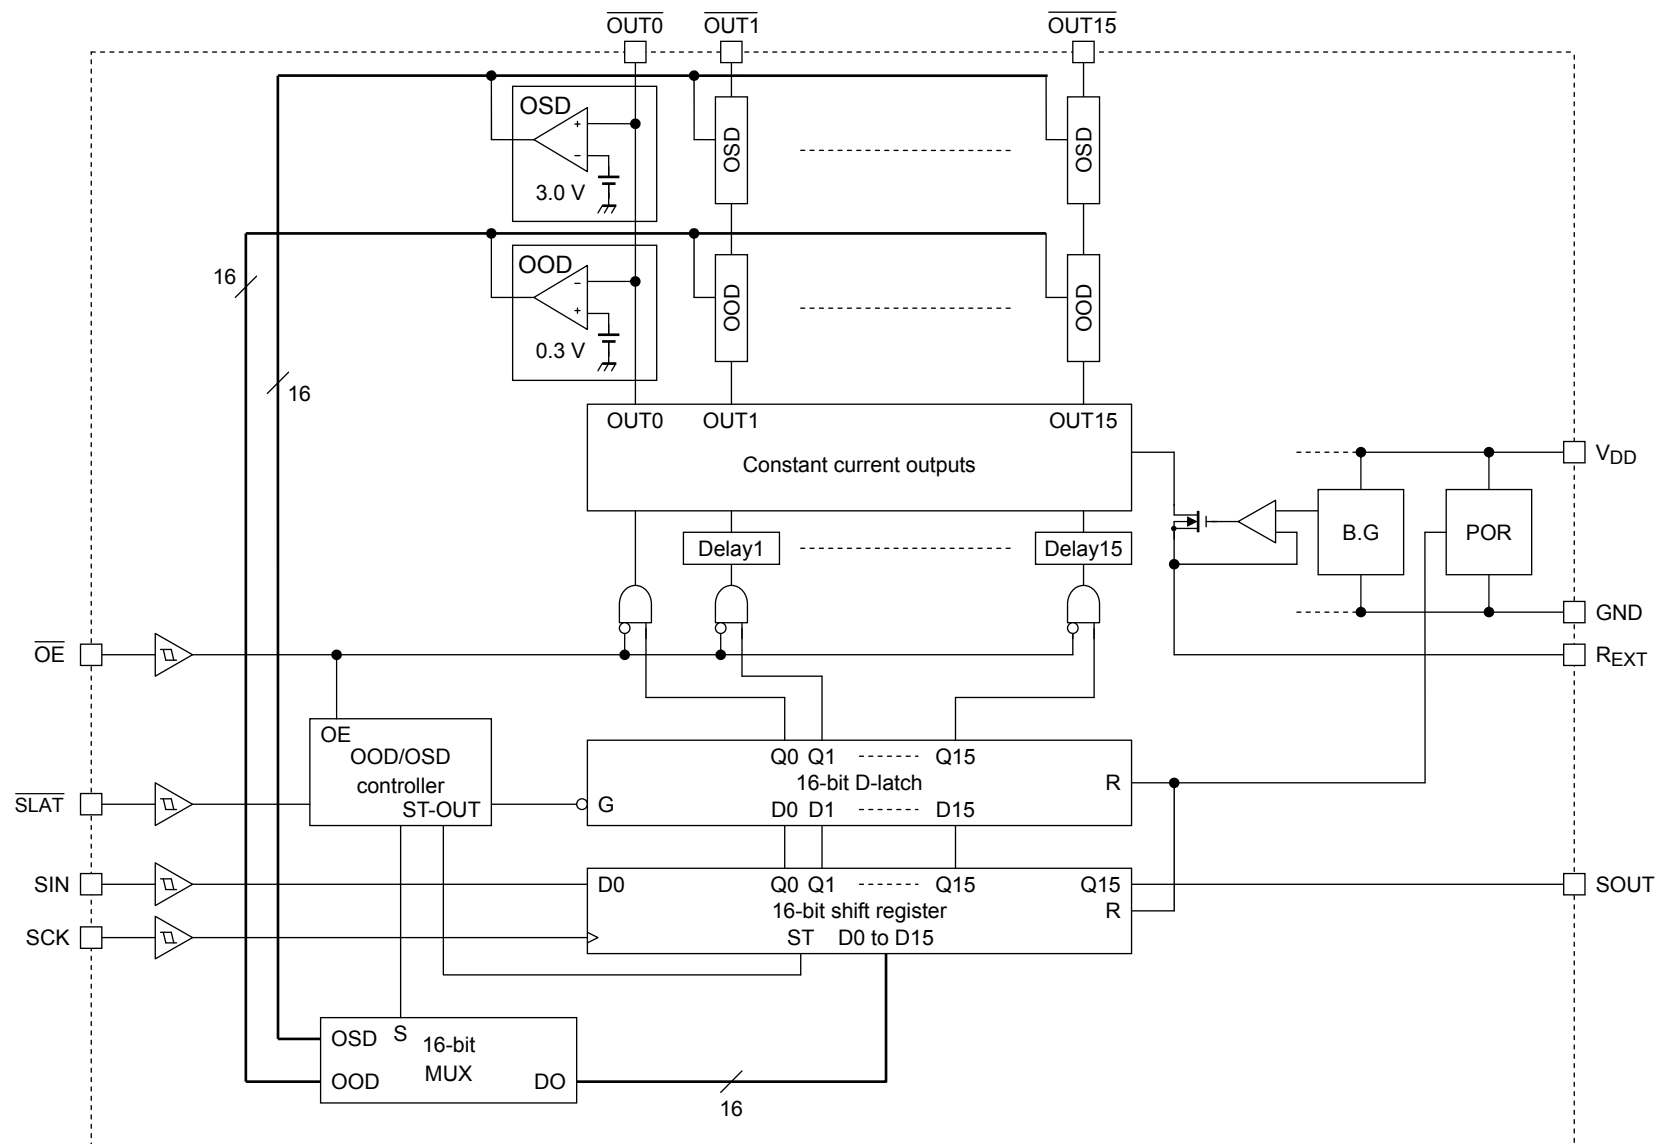 OUT0 OUT1 OUT15
OSD
+
−
3.0 V
OSD
OSD
OOD
−
+
0.3 V
OOD
OOD
16
16
OUT0 OUT1 OUT15
Constant current outputs
VDD
B.G
POR
Delay1
Delay15
GND
OE
REXT
OE
OOD/OSD
controller
ST-OUT
Q0 Q1 Q15
16-bit D-latch
R
SLAT
G
D0 D1 D15
SIN
D0
Q0 Q1 Q15
Q15
SOUT
16-bit shift register
R
SCK
ST D0 to D15
OSD
S
16-bit
MUX
OOD
DO
16